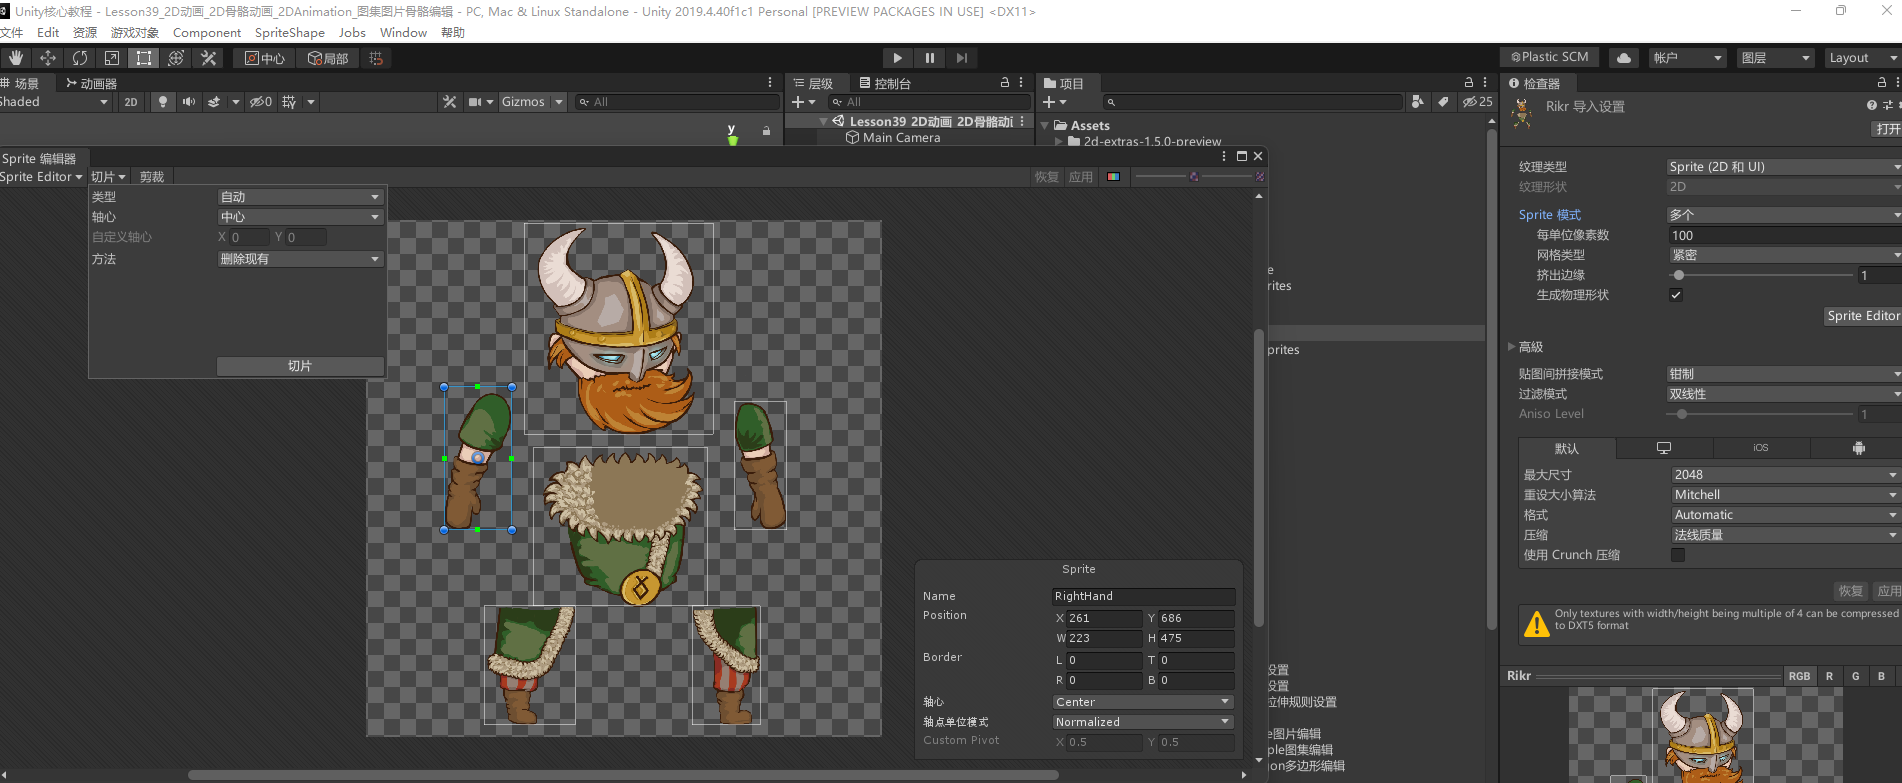 Unity核心教程 - Lesson39_2D动画_2D骨骼动画_2DAnimation_图集图片骨骼编辑 - PC, Mac & Linux Standalone - Unity 2019.4.40f1c1 Personal [PREVIEW PACKAGES IN USE] <DX11>
文件 Edit 资源 游戏对象 Component SpriteShape Jobs Window 帮助
中心 局部 Plastic SCM 帐户 图层 Layout
场景 动画器 层级 控制台 项目 检查器
Shaded 2D 0 Gizmos All All 25
Rikr 导入设置
打开
y
Lesson39_2D动画_2D骨骼动画
Main Camera
Assets
2d-extras-1.5.0-preview
Sprite 编辑器
Sprite Editor 切片 剪裁 恢复 应用
类型 自动
轴心 中心
自定义轴心 X 0 Y 0
方法 删除现有
切片
e
rites
prites
Sprite
Name RightHand
Position X 261 Y 686
W 223 H 475
Border L 0 T 0
R 0 B 0
轴心 Center
轴点单位模式 Normalized
Custom Pivot X 0.5 Y 0.5
设置
设置
拉伸规则设置
e图片编辑
ple图集编辑
on多边形编辑
纹理类型 Sprite (2D 和 UI)
纹理形状 2D
Sprite 模式 多个
每单位像素数 100
网格类型 紧密
挤出边缘 1
生成物理形状
Sprite Editor
高级
贴图间拼接模式 钳制
过滤模式 双线性
Aniso Level 1
默认 iOS
最大尺寸 2048
重设大小算法 Mitchell
格式 Automatic
压缩 法线质量
使用 Crunch 压缩
恢复 应用
Only textures with width/height being multiple of 4 can be compressed
to DXT5 format
Rikr RGB R G B